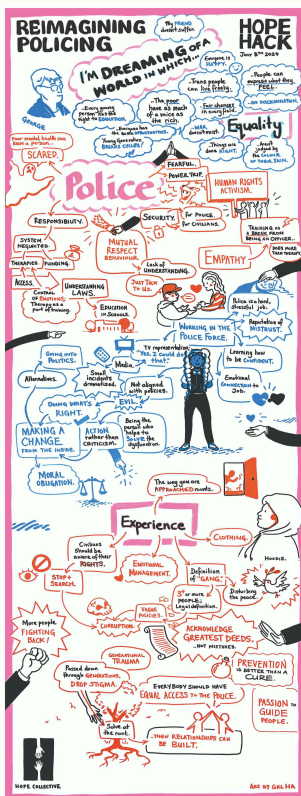 REIMAGINING
POLICING
My FRIEND
doesn't suffer.
HOPE
HACK
I'M DREAMING OF A
WORLD IN WHICH...
Everyone is
HAPPY.
...Trans people
can live freely.
...People can
express what they
FEEL.
...Every young
person has the
right to EDUCATION.
...The poor
have as much
of a voice as
the rich.
...Fair chances
in every field.
...NO DISCRIMINATION.
GEORGE
...Everyone has
the same OPPORTUNITIES.
...WAR
doesn't exist.
Equality
Young Generation
BREAKS CYCLES!
...Things are
done RIGHT.
...Aren't
judged by
the COLOUR
OF THEIR SKIN.
Poor mental health can
harm a person...
SCARED.
FEARFUL.
POWER TRIP.
HUMAN RIGHTS
ACTIVISM.
Police
RESPONSIBILITY.
SECURITY.
for POLICE.
for CIVILIANS.
TRAINING AS
A BREAK FROM
BEING AN OFFICER...
DOES MORE
THAN THERAPY.
SYSTEM
NEGLECTED.
MUTUAL
RESPECT
BEHAVIOUR.
EMPATHY
THERAPIES
FUNDING.
Lack of
UNDERSTANDING.
ACCESS.
UNDERSTANDING
LAWS.
JUST TALK
TO US.
CONTROL
OF EMOTIONS;
Therapy as a
part of training.
EDUCATION
IN SCHOOLS.
Police is a hard,
stressful job.
Reputation of
MISTRUST.
WORKING IN THE
POLICE FORCE.
GOING INTO
POLITICS.
Media.
TV representation:
"YES, I could do
that"
Learning how
to be CONFIDENT.
Alternatives.
Small
incidents
dramatized.
Not aligned
with policies.
Emotional
CONNECTION to
Job.
DOING WHAT'S
RIGHT.
EVIL.
MAKING A
CHANGE
FROM THE INSIDE.
ACTION
rather than
CRITICISM.
Being the
person who
helps to
SOLVE the
dysfunction.
MORAL
OBLIGATION.
The way you are
APPROACHED counts.
Experience
Civilians
should be
aware of their
RIGHTS.
CLOTHING.
EMOTIONAL
MANAGEMENT.
HOODIE.
STOP+
SEARCH.
Definition
of "GANG"
Disturbing
the peace.
3 or more
PEOPLE;
Legal definition.
VAGUE
POLICIES.
More people
FIGHTING
BACK!
CORRUPTION.
ACKNOWLEDGE
GREATEST DEEDS,
...NOT MISTAKES.
GENERATIONAL
TRAUMA
PREVENTION
IS BETTER THAN A
CURE.
Passed down
through GENERATIONS.
DROP STIGMA.
EVERYBODY SHOULD HAVE
EQUAL ACCESS TO THE POLICE.
PASSION to
GUIDE
PEOPLE.
Solve at
the root.
...THEN RELATIONSHIPS CAN
BE BUILT.
HOPE COLLECTIVE
ART BY GAL HA